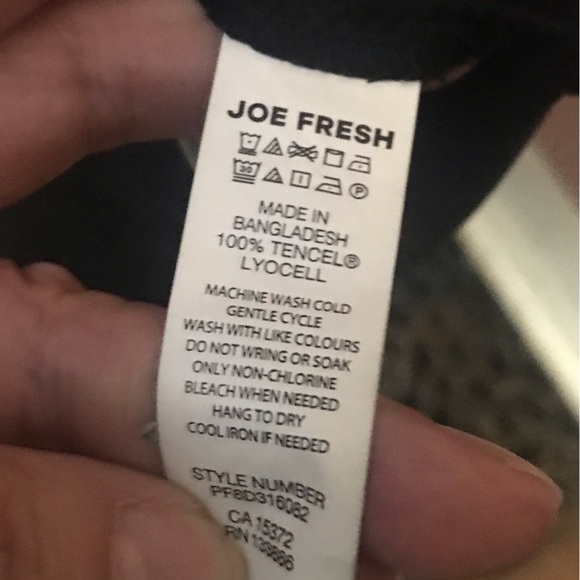 JOE FRESH
30 P
MADE IN
BANGLADESH
100% TENCEL®
LYOCELL
MACHINE WASH COLD
GENTLE CYCLE
WASH WITH LIKE COLOURS
DO NOT WRING OR SOAK
ONLY NON-CHLORINE
BLEACH WHEN NEEDED
HANG TO DRY
COOL IRON IF NEEDED
STYLE NUMBER
PF8D316082
CA 15372
RN 133666